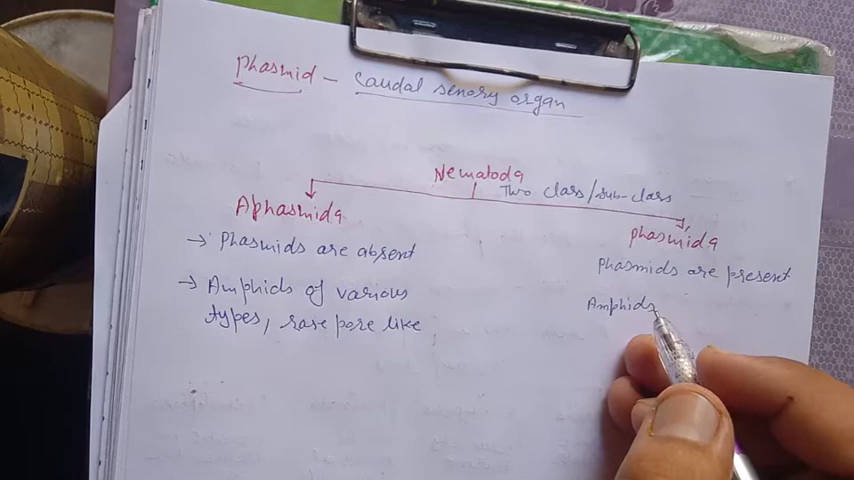 Phasmid - Caudal senory organ
Nematoda
Two class/sub-class
Aphasmida
Phasmida
→ Phasmids are absent
Phasmids are present
→ Amphids of various
types, rare pore like
Amphids